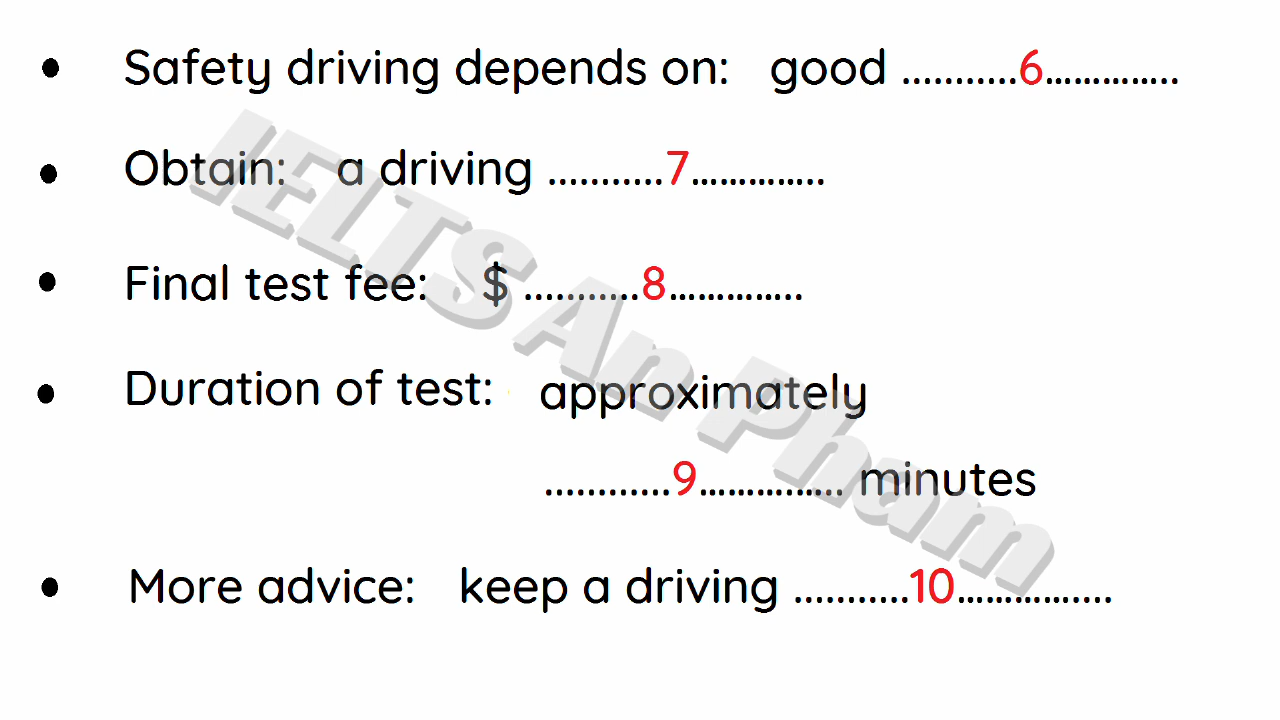 • Safety driving depends on: good ...........6…………..
• Obtain: a driving ...........7…………..
• Final test fee: $ ...........8…………..
• Duration of test: approximately
............9…………….. minutes
• More advice: keep a driving ...........10……………...
IELTS An Pham